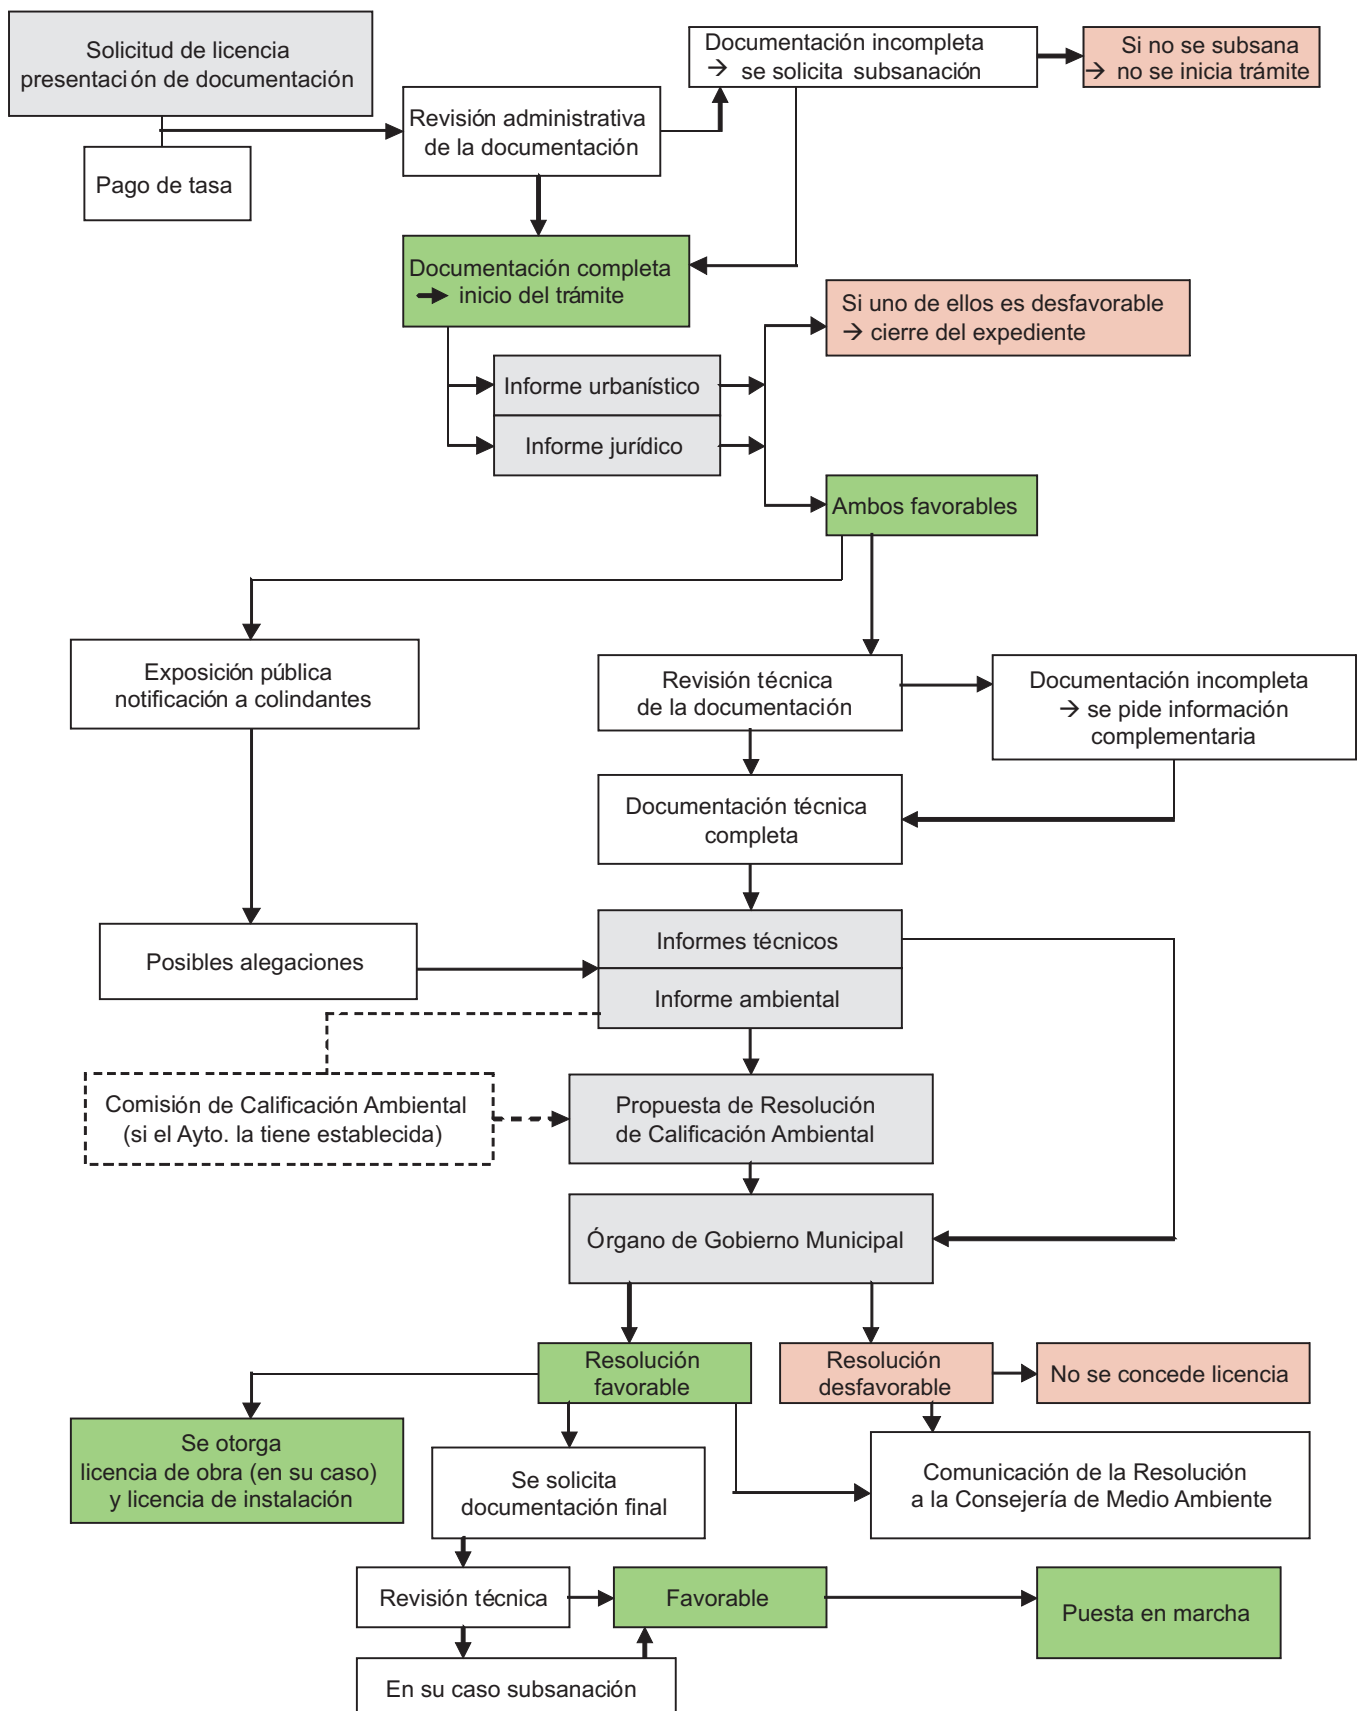 Solicitud de licencia
presentación de documentación
Pago de tasa
Revisión administrativa
de la documentación
Documentación incompleta
→ se solicita subsanación
Si no se subsana
→ no se inicia trámite
Documentación completa
→ inicio del trámite
Si uno de ellos es desfavorable
→ cierre del expediente
Informe urbanístico
Informe jurídico
Ambos favorables
Exposición pública
notificación a colindantes
Revisión técnica
de la documentación
Documentación incompleta
→ se pide información
complementaria
Documentación técnica
completa
Posibles alegaciones
Informes técnicos
Informe ambiental
Comisión de Calificación Ambiental
(si el Ayto. la tiene establecida)
Propuesta de Resolución
de Calificación Ambiental
Órgano de Gobierno Municipal
Resolución
favorable
Resolución
desfavorable
No se concede licencia
Se otorga
licencia de obra (en su caso)
y licencia de instalación
Se solicita
documentación final
Comunicación de la Resolución
a la Consejería de Medio Ambiente
Revisión técnica
Favorable
Puesta en marcha
En su caso subsanación